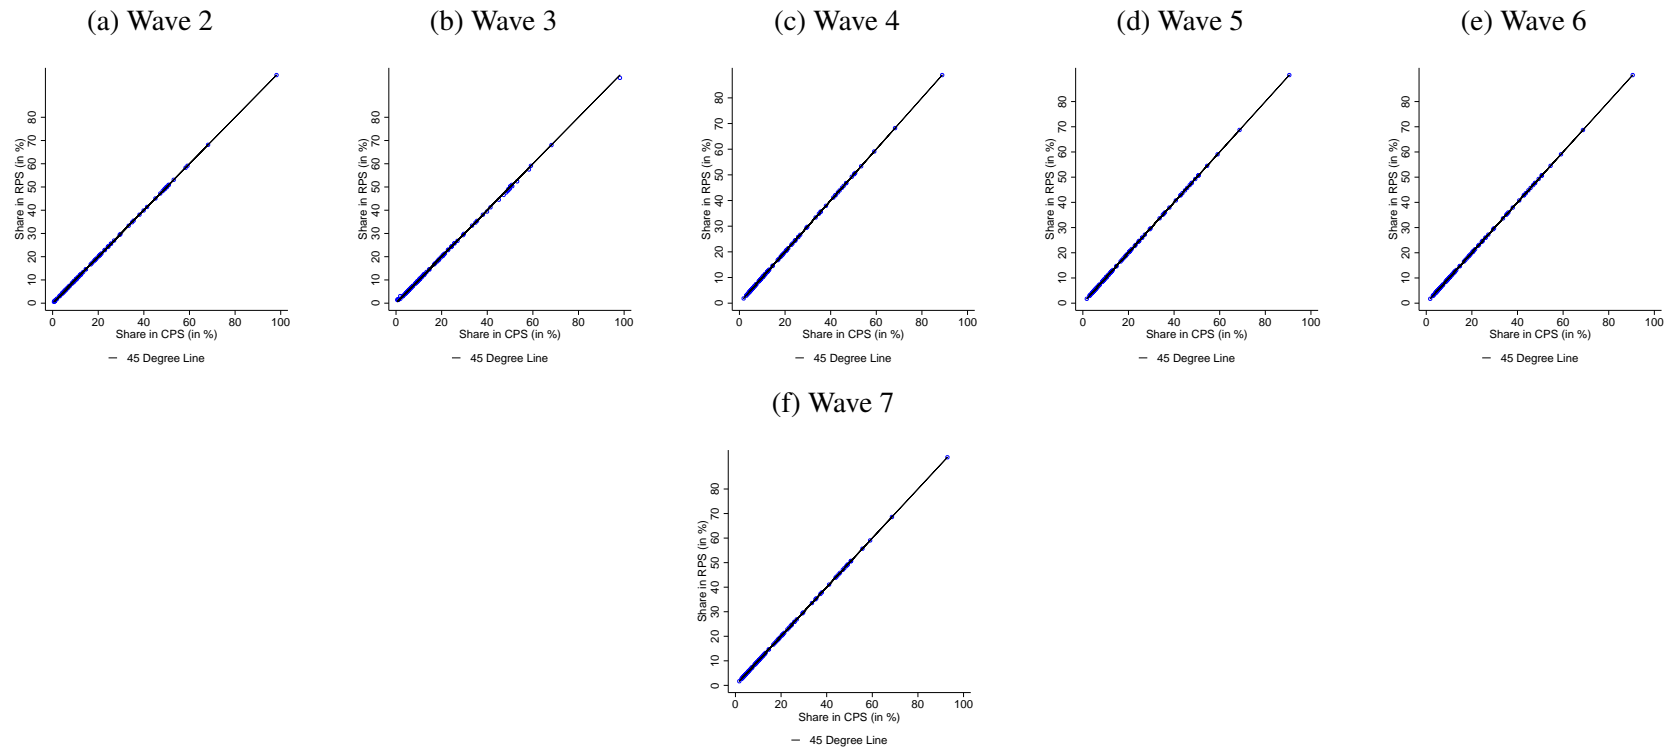 (a) Wave 2
(b) Wave 3
(c) Wave 4
(d) Wave 5
(e) Wave 6
Share in RPS (in %)
0 10 20 30 40 50 60 70 80
0 20 40 60 80 100
Share in CPS (in %)
45 Degree Line
Share in RPS (in %)
0 10 20 30 40 50 60 70 80
0 20 40 60 80 100
Share in CPS (in %)
45 Degree Line
Share in RPS (in %)
0 10 20 30 40 50 60 70 80
0 20 40 60 80 100
Share in CPS (in %)
45 Degree Line
Share in RPS (in %)
0 10 20 30 40 50 60 70 80
0 20 40 60 80 100
Share in CPS (in %)
45 Degree Line
Share in RPS (in %)
0 10 20 30 40 50 60 70 80
0 20 40 60 80 100
Share in CPS (in %)
45 Degree Line
(f) Wave 7
Share in RPS (in %)
0 10 20 30 40 50 60 70 80
0 20 40 60 80 100
Share in CPS (in %)
45 Degree Line